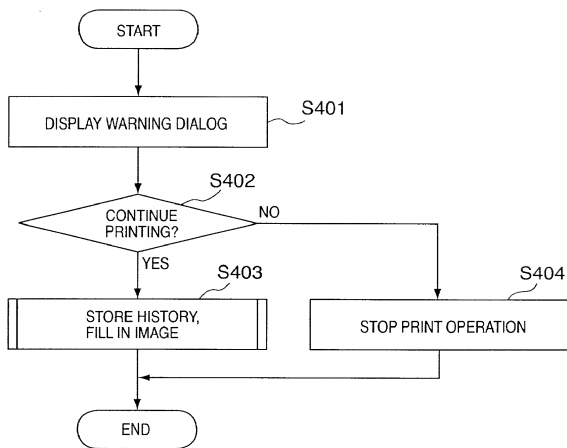 START
DISPLAY WARNING DIALOG
S401
S402
CONTINUE
PRINTING?
NO
YES
S403
S404
STORE HISTORY,
FILL IN IMAGE
STOP PRINT OPERATION
END